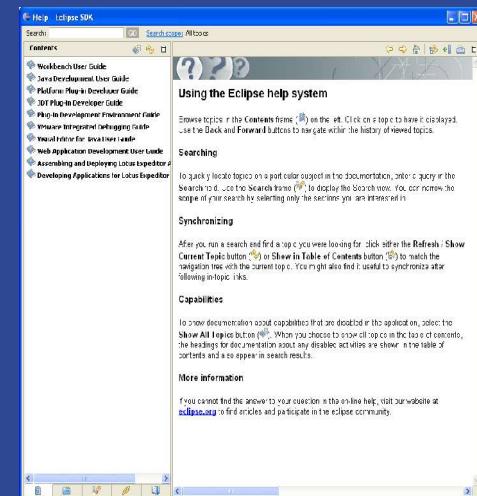 Help - Eclipse SDK
Search:
GO
Search scope: All topics
Contents
Workbench User Guide
Java Development User Guide
Platform Plug-in Developer Guide
JDT Plug-in Developer Guide
Plug-in Development Environment Guide
VMware Integrated Debugging Guide
Visual Editor for Java User Guide
Web Application Development User Guide
Assembling and Deploying Lotus Expeditor A
Developing Applications for Lotus Expeditor
Using the Eclipse help system
Browse topics in the Contents frame ( ) on the left. Click on a topic to have it displayed.
Use the Back and Forward buttons to navigate within the history of viewed topics.
Searching
To quickly locate topics on a particular subject in the documentation, enter a query in the
Search field. Use the Search frame ( ) to display the Search view. You can narrow the
scope of your search by selecting only the sections you are interested in.
Synchronizing
After you run a search and find a topic you were looking for, click either the Refresh / Show
Current Topic button ( ) or Show in Table of Contents button ( ) to match the
navigation tree with the current topic. You might also find it useful to synchronize after
following in-topic links.
Capabilities
To show documentation about capabilities that are disabled in the application, select the
Show All Topics button ( ). When you choose to show all topics in the table of contents,
the headings for documentation about any disabled activities are shown in the table of
contents and also appear in search results.
More information
If you cannot find the answer to your question in the on-line help, visit our website at
eclipse.org to find articles and participate in the eclipse community.